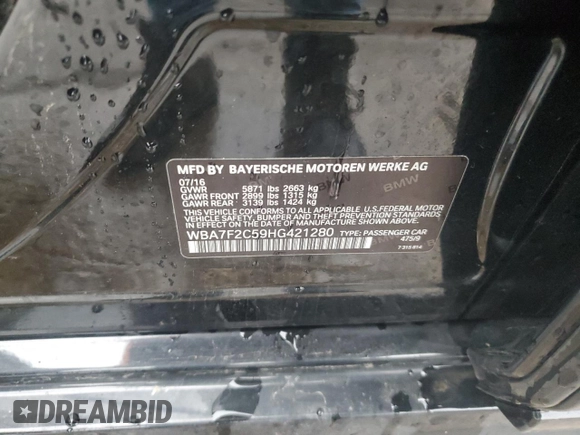 MFD BY BAYERISCHE MOTOREN WERKE AG
07/16
GVWR 5871 lbs 2663 kg
GAWR FRONT 2899 lbs 1315 kg
GAWR REAR 3139 lbs 1424 kg
THIS VEHICLE CONFORMS TO ALL APPLICABLE U.S. FEDERAL MOTOR
VEHICLE SAFETY, BUMPER, AND THEFT PREVENTION STANDARDS
IN EFFECT ON THE DATE OF MANUFACTURE SHOWN ABOVE.
WBA7F2C59HG421280 TYPE: PASSENGER CAR
475/9
7 315 814
BMW
DREAMBID